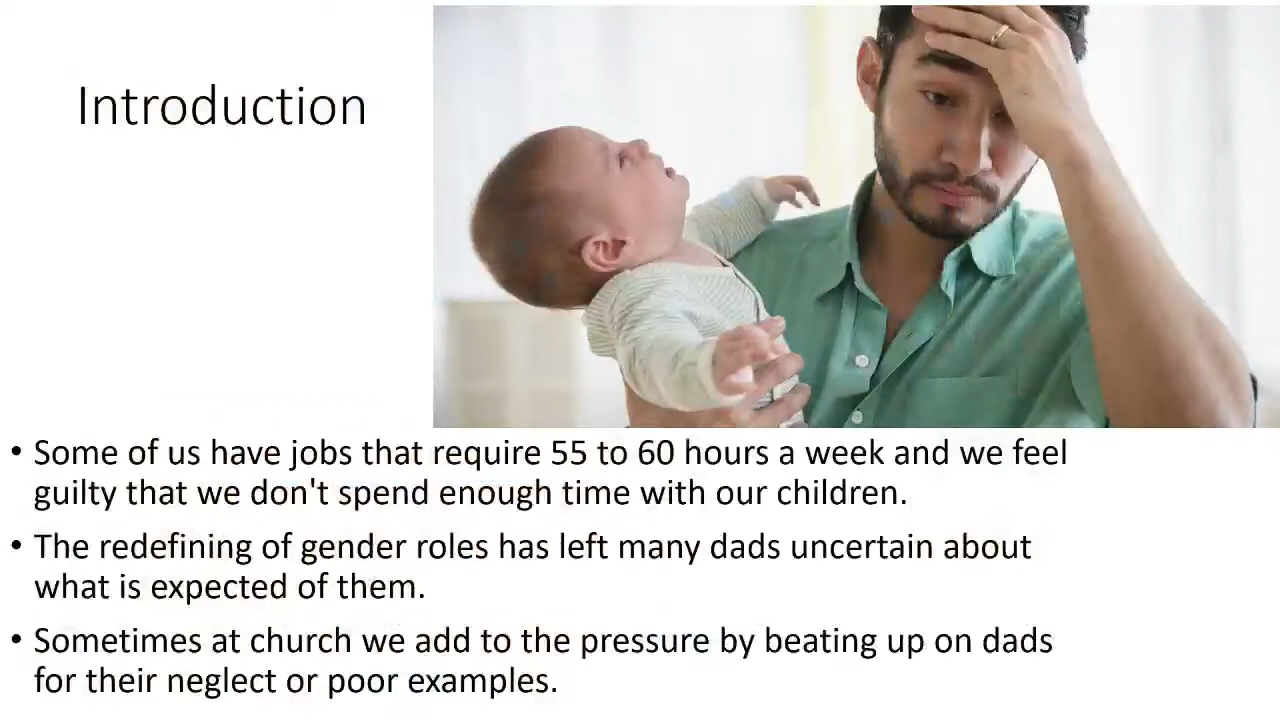 Introduction
• Some of us have jobs that require 55 to 60 hours a week and we feel
guilty that we don't spend enough time with our children.
• The redefining of gender roles has left many dads uncertain about
what is expected of them.
• Sometimes at church we add to the pressure by beating up on dads
for their neglect or poor examples.